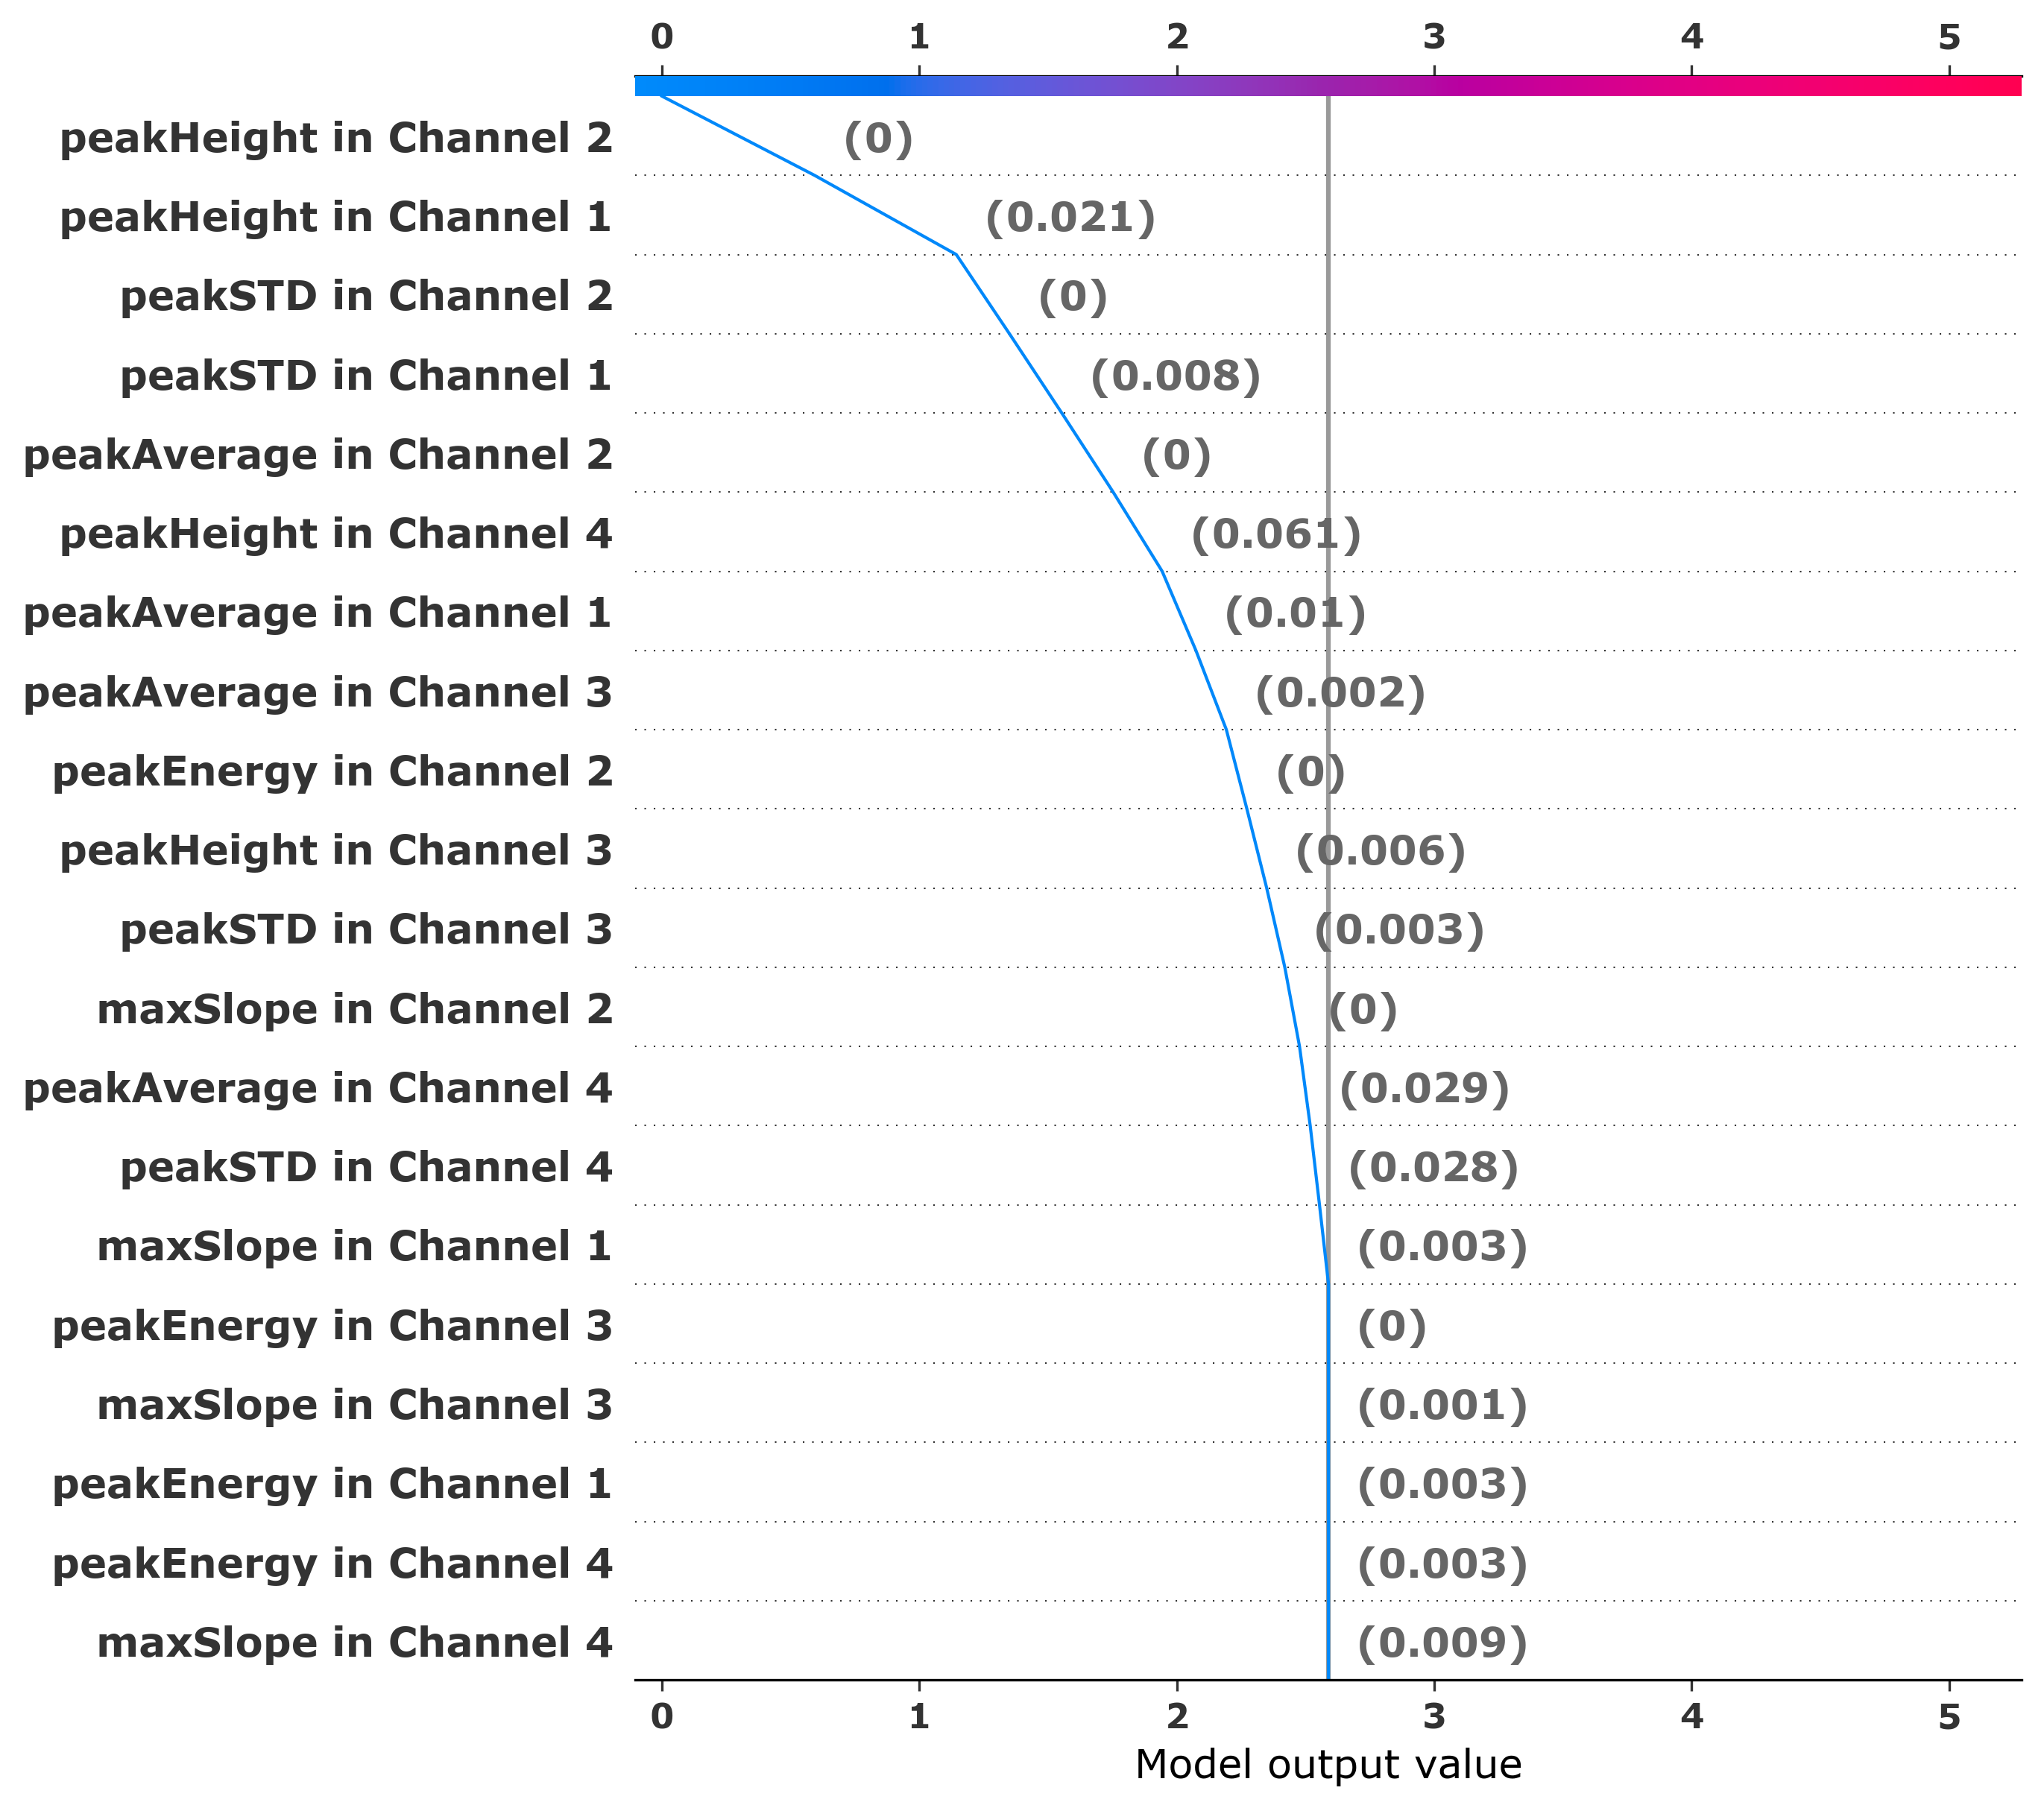 0 1 2 3 4 5
peakHeight in Channel 2 (0)
peakHeight in Channel 1 (0.021)
peakSTD in Channel 2 (0)
peakSTD in Channel 1 (0.008)
peakAverage in Channel 2 (0)
peakHeight in Channel 4 (0.061)
peakAverage in Channel 1 (0.01)
peakAverage in Channel 3 (0.002)
peakEnergy in Channel 2 (0)
peakHeight in Channel 3 (0.006)
peakSTD in Channel 3 (0.003)
maxSlope in Channel 2 (0)
peakAverage in Channel 4 (0.029)
peakSTD in Channel 4 (0.028)
maxSlope in Channel 1 (0.003)
peakEnergy in Channel 3 (0)
maxSlope in Channel 3 (0.001)
peakEnergy in Channel 1 (0.003)
peakEnergy in Channel 4 (0.003)
maxSlope in Channel 4 (0.009)
0 1 2 3 4 5
Model output value